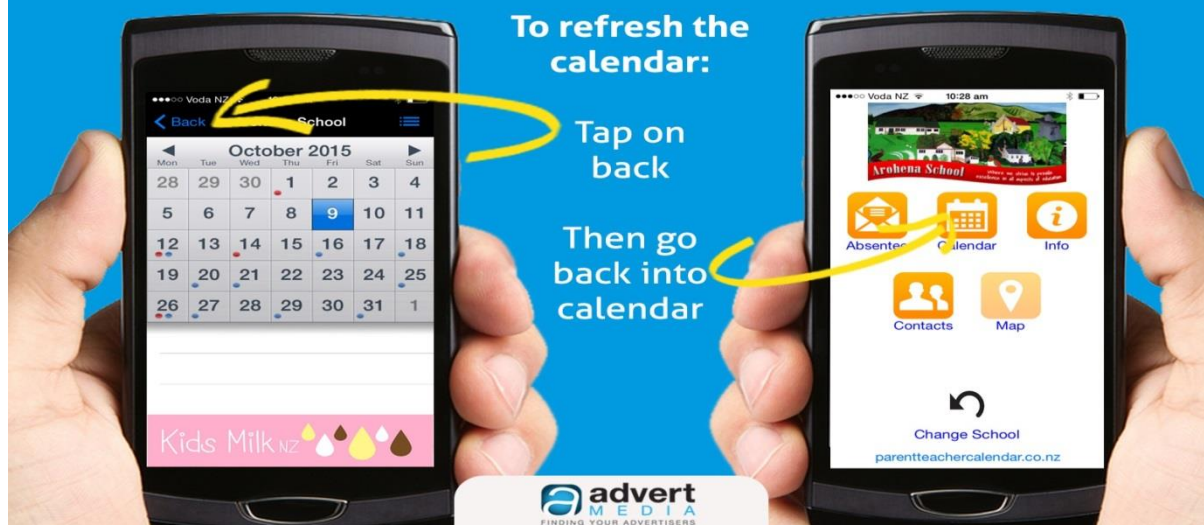 To refresh the
calendar:
Tap on
back
Then go
back into
calendar
Voda NZ
Back
School
October 2015
Mon Tue Wed Thu Fri Sat Sun
28 29 30 1 2 3 4
5 6 7 8 9 10 11
12 13 14 15 16 17 18
19 20 21 22 23 24 25
26 27 28 29 30 31 1
Kids Milk NZ
Voda NZ 10:28 am
Arohena School
Calendar Info
Contacts Map
Change School
parentteachercalendar.co.nz
advert
MEDIA
FINDING YOUR ADVERTISERS